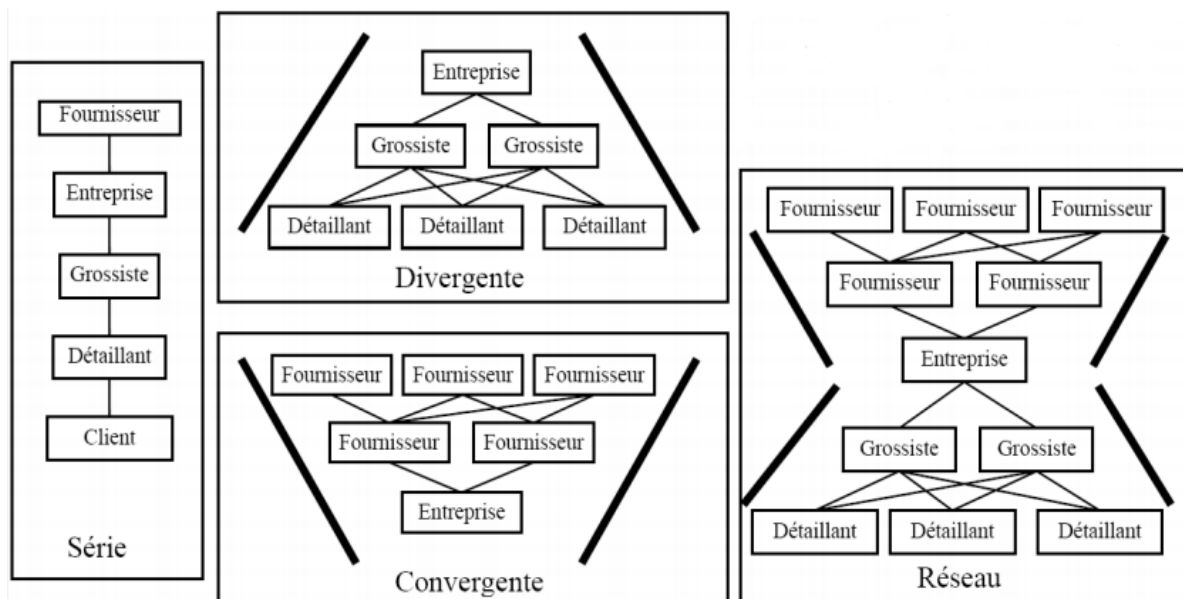 Fournisseur
Entreprise
Grossiste
Détaillant
Client
Série
Entreprise
Grossiste Grossiste
Détaillant Détaillant Détaillant
Divergente
Fournisseur Fournisseur Fournisseur
Fournisseur Fournisseur
Entreprise
Convergente
Fournisseur Fournisseur Fournisseur
Fournisseur Fournisseur
Entreprise
Grossiste Grossiste
Détaillant Détaillant Détaillant
Réseau